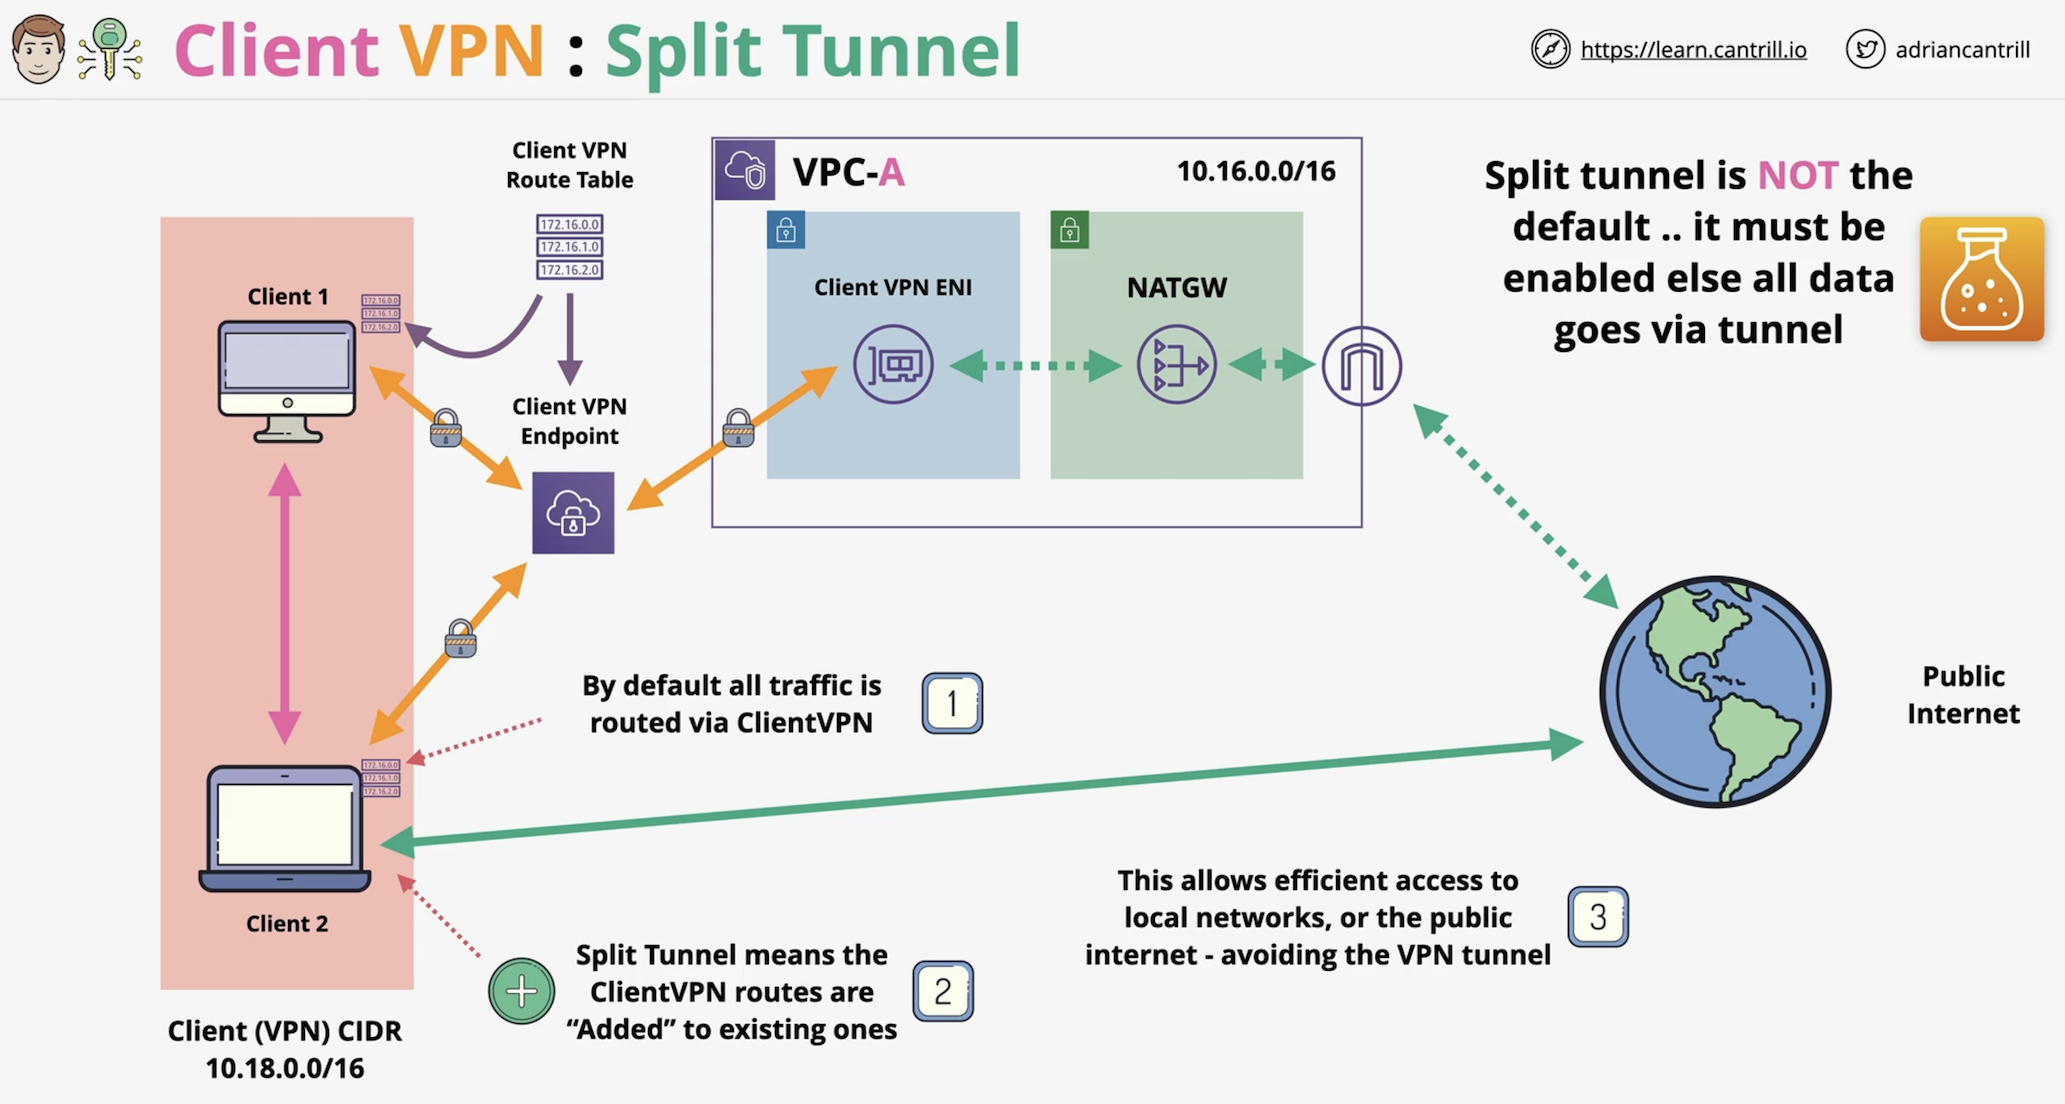 Client VPN : Split Tunnel
https://learn.cantrill.io
adriancantrill
Client VPN
Route Table
172.16.0.0
172.16.1.0
172.16.2.0
VPC-A
10.16.0.0/16
Split tunnel is NOT the
default .. it must be
enabled else all data
goes via tunnel
Client 1
172.16.0.0
172.16.1.0
172.16.2.0
Client VPN ENI
NATGW
Client VPN
Endpoint
By default all traffic is
routed via ClientVPN
1
Public
Internet
172.16.0.0
172.16.1.0
172.16.2.0
Client 2
This allows efficient access to
local networks, or the public
internet - avoiding the VPN tunnel
3
Split Tunnel means the
ClientVPN routes are
“Added” to existing ones
2
Client (VPN) CIDR
10.18.0.0/16